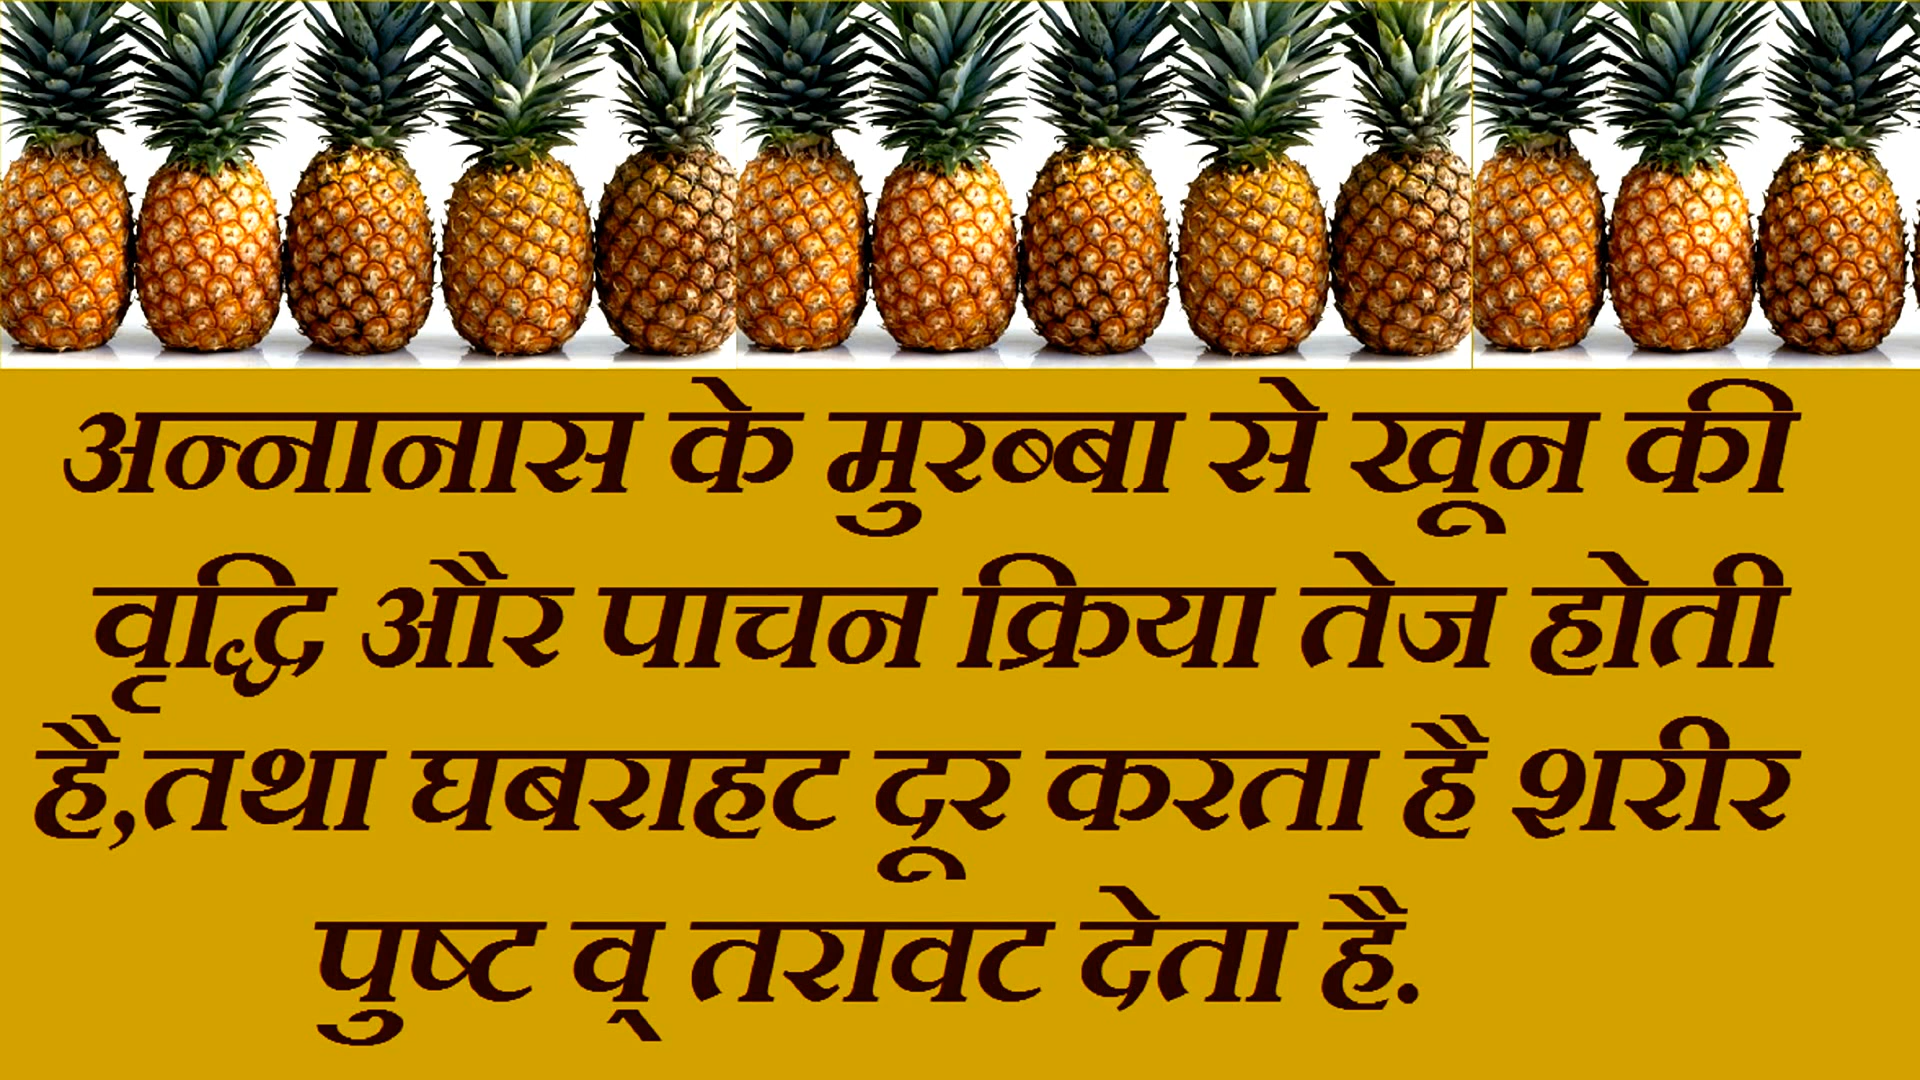 अन्नानास के मुरब्बा से खून की
वृद्धि और पाचन क्रिया तेज होती
है,तथा घबराहट दूर करता है शरीर
पुष्ट व् तरावट देता है.